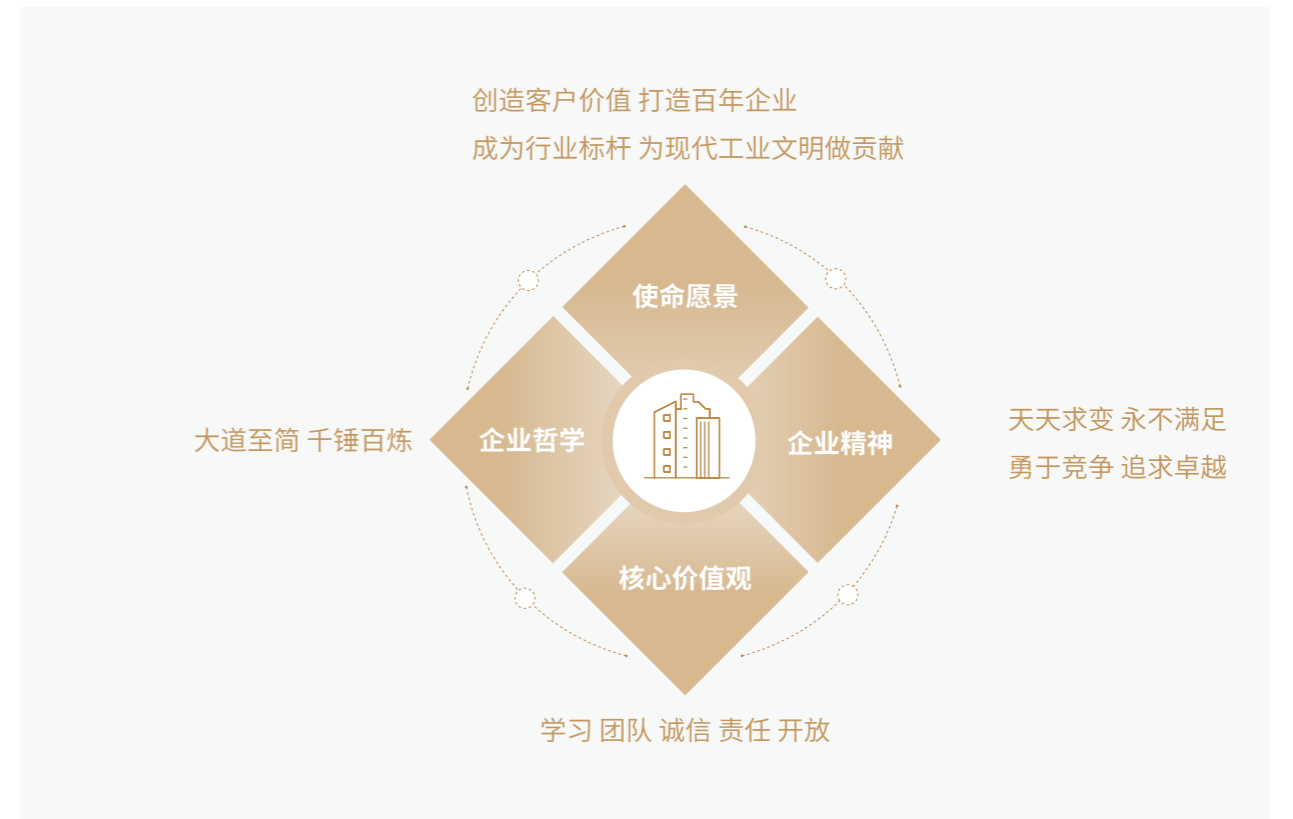 创造客户价值 打造百年企业
成为行业标杆 为现代工业文明做贡献
使命愿景
大道至简 千锤百炼
企业哲学
企业精神
天天求变 永不满足
勇于竞争 追求卓越
核心价值观
学习 团队 诚信 责任 开放